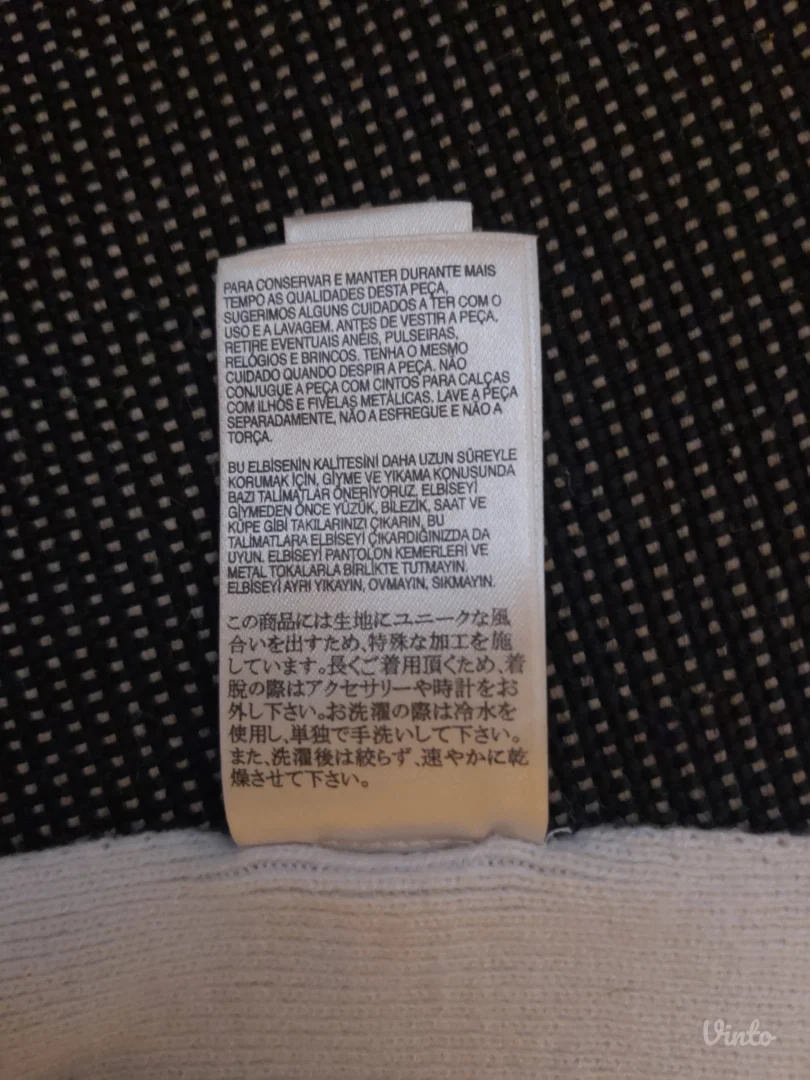 PARA CONSERVAR E MANTER DURANTE MAIS
TEMPO AS QUALIDADES DESTA PEÇA,
SUGERIMOS ALGUNS CUIDADOS A TER COM O
USO E A LAVAGEM. ANTES DE VESTIR A PEÇA,
RETIRE EVENTUAIS ANÉIS, PULSEIRAS,
RELÓGIOS E BRINCOS. TENHA O MESMO
CUIDADO QUANDO DESPIR A PEÇA. NÃO
CONJUGUE A PEÇA COM CINTOS PARA CALÇAS
COM ILHÓS E FIVELAS METÁLICAS. LAVE A PEÇA
SEPARADAMENTE, NÃO A ESFREGUE E NÃO A
TORÇA.
BU ELBISENİN KALİTESİNİ DAHA UZUN SÜREYLE
KORUMAK İÇİN, GİYME VE YIKAMA KONUSUNDA
BAZI TALİMATLAR ÖNERİYORUZ. ELBİSEYİ
GİYMEDEN ÖNCE YÜZÜK, BİLEZİK, SAAT VE
KÜPE GİBİ TAKILARINIZI ÇIKARIN, BU
TALİMATLARA ELBİSEYİ ÇIKARDIĞINIZDA DA
UYUN. ELBİSEYİ PANTOLON KEMERLERİ VE
METAL TOKALARLA BİRLİKTE TUTMAYIN.
ELBİSEYİ AYRI YIKAYIN, OVMAYIN, SIKMAYIN.
この商品には生地にユニークな風
合いを出すため、特殊な加工を施
しています。長くご着用頂くため、着
脱の際はアクセサリーや時計をお
外し下さい。お洗濯の際は冷水を
使用し、単独で手洗いして下さい。
また、洗濯後は絞らず、速やかに乾
燥させて下さい。
Vinto